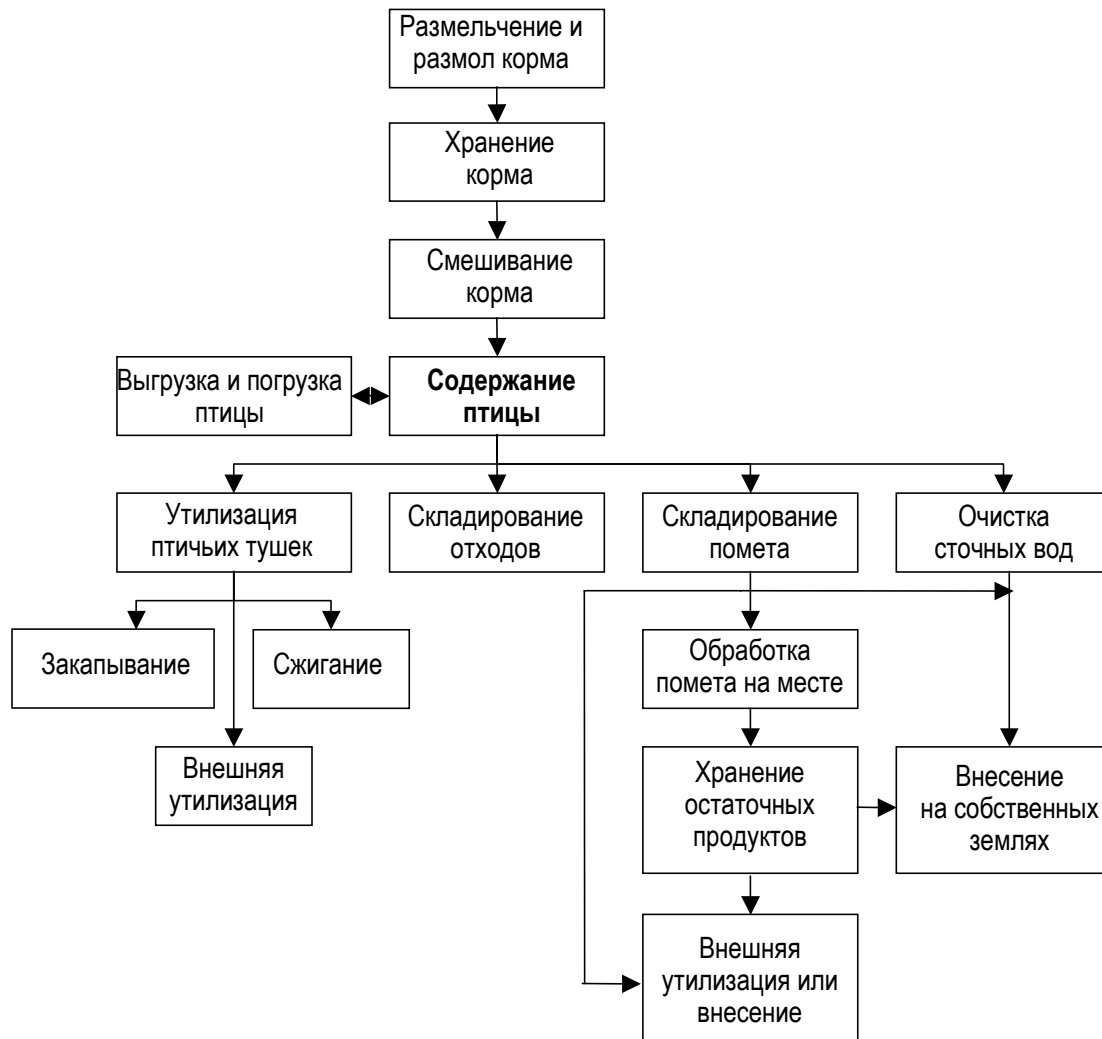 Размельчение и
размол корма
Хранение
корма
Смешивание
корма
Выгрузка и погрузка
птицы
Содержание
птицы
Утилизация
птичьих тушек
Складирование
отходов
Складирование
помета
Очистка
сточных вод
Закапывание
Сжигание
Внешняя
утилизация
Обработка
помета на месте
Хранение
остаточных
продуктов
Внесение
на собственных
землях
Внешняя
утилизация или
внесение